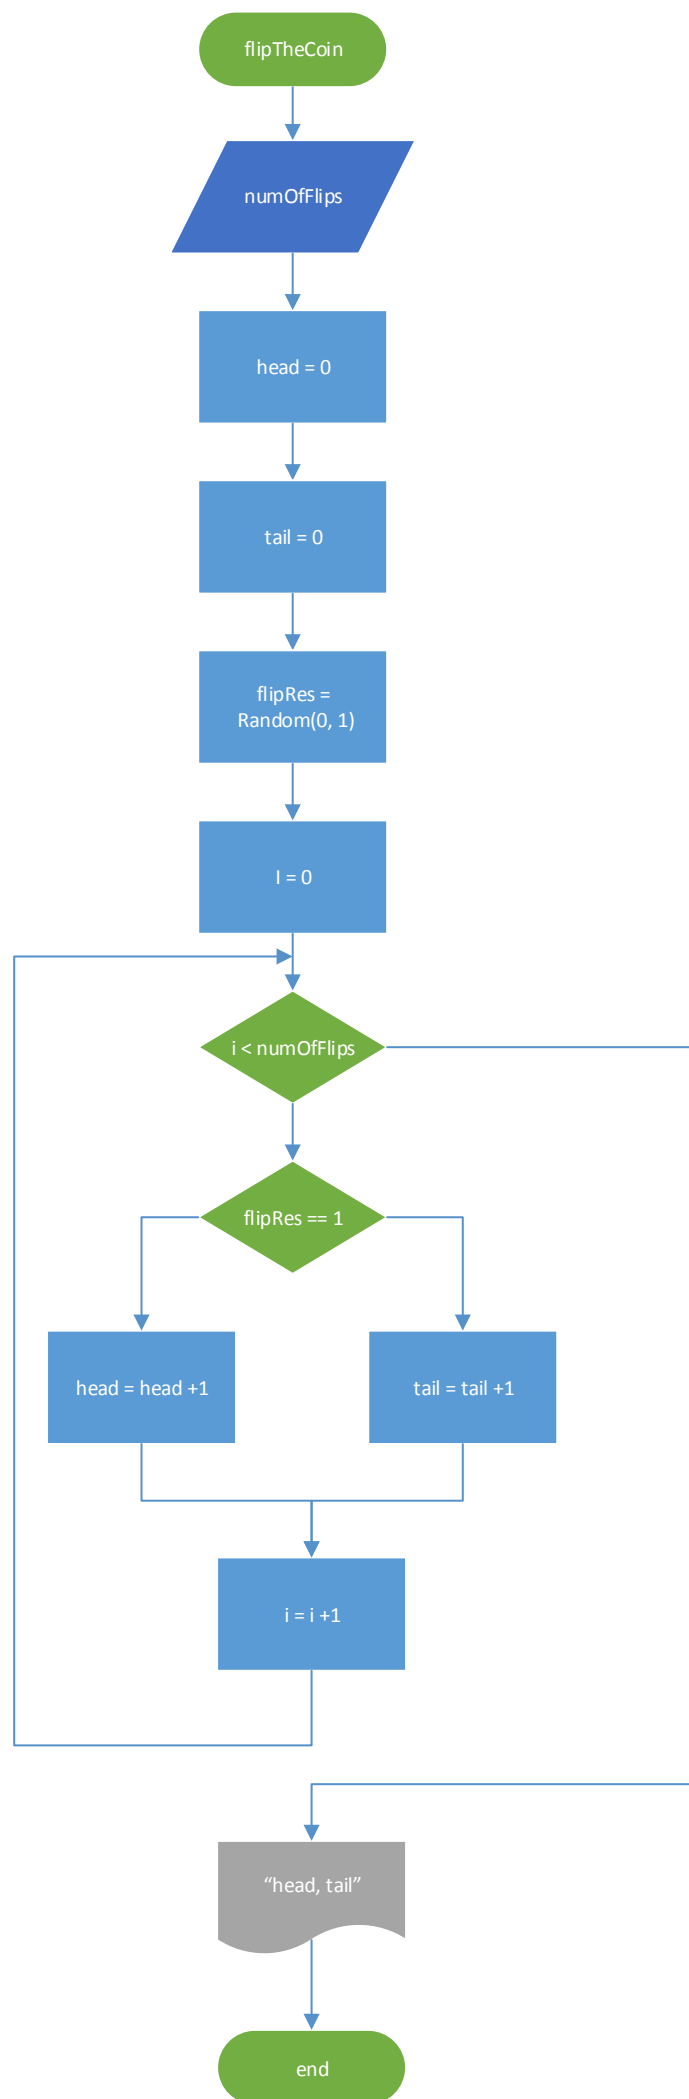 flipTheCoin
numOfFlips
head = 0
tail = 0
flipRes =
Random(0, 1)
I = 0
i < numOfFlips
flipRes == 1
head = head +1
tail = tail +1
i = i +1
“head, tail”
end